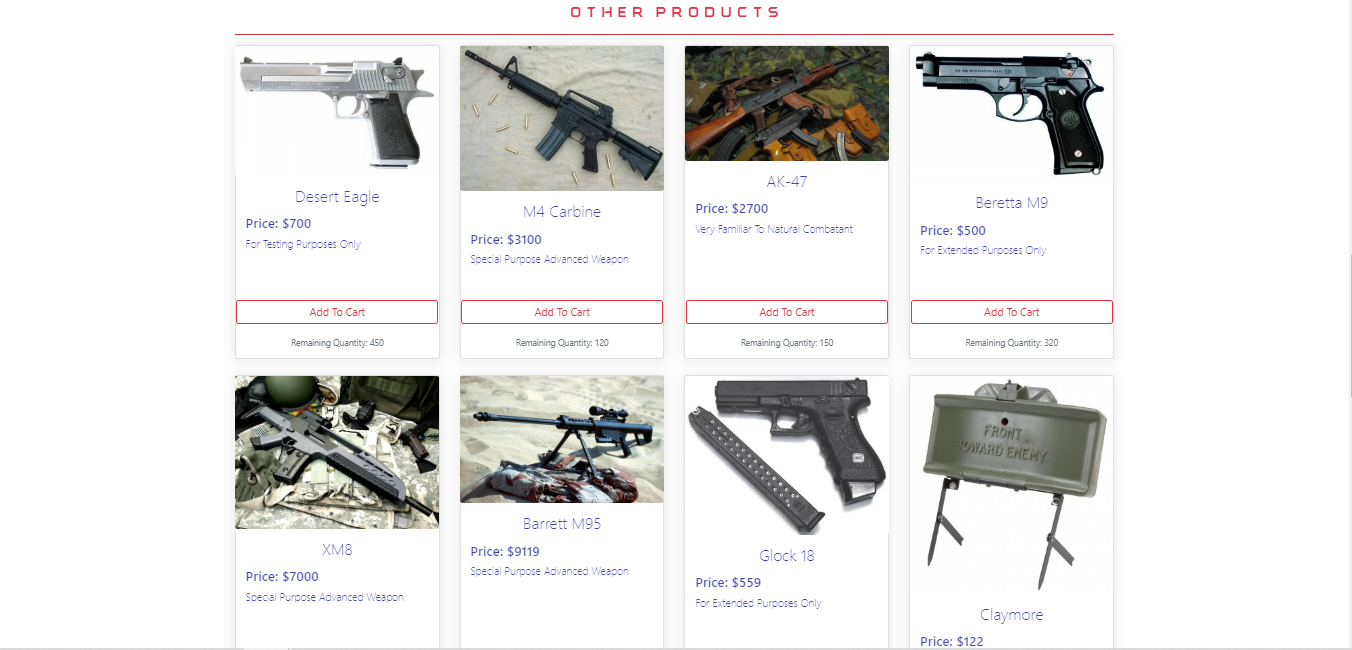 OTHER PRODUCTS
Desert Eagle
Price: $700
For Testing Purposes Only
Add To Cart
Remaining Quantity: 450
M4 Carbine
Price: $3100
Special Purpose Advanced Weapon
Add To Cart
Remaining Quantity: 120
AK-47
Price: $2700
Very Familiar To Natural Combatant
Add To Cart
Remaining Quantity: 150
Beretta M9
Price: $500
For Extended Purposes Only
Add To Cart
Remaining Quantity: 320
XM8
Price: $7000
Special Purpose Advanced Weapon
Barrett M95
Price: $9119
Special Purpose Advanced Weapon
Glock 18
Price: $559
For Extended Purposes Only
FRONT
TOWARD ENEMY
Claymore
Price: $122